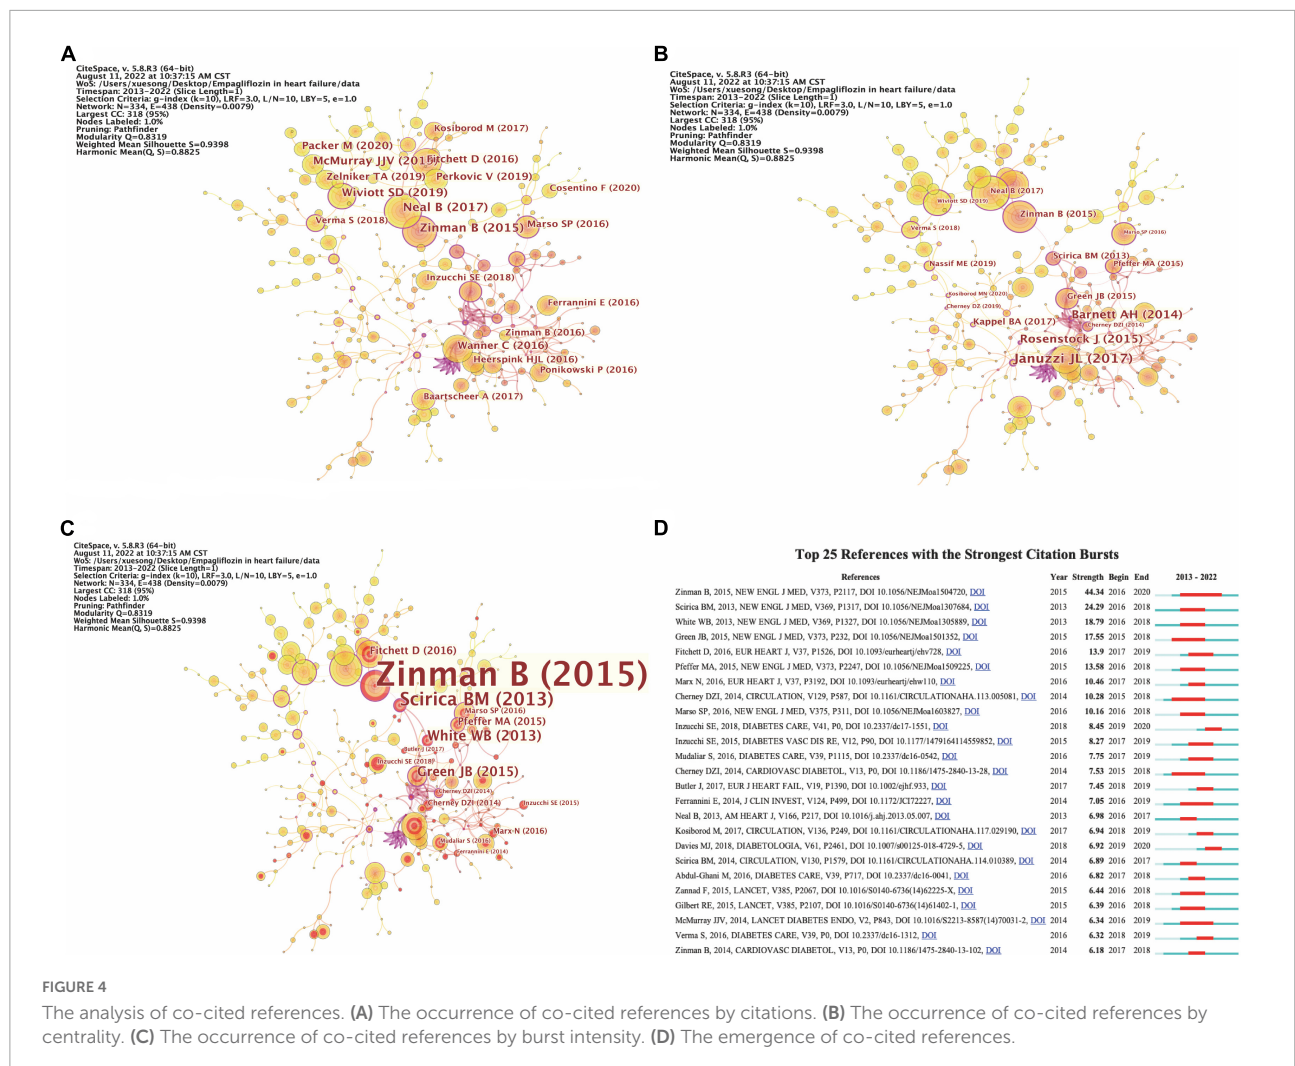 A
CiteSpace, v. 5.8.R3 (64-bit)
August 11, 2022 at 10:37:15 AM CST
WoS: /Users/xuesong/Desktop/Empagliflozin in heart failure/data
Timespan: 2013-2022 (Slice Length=1)
Selection Criteria: g-index (k=10), LRF=3.0, L/N=10, LBY=5, e=1.0
Network: N=334, E=438 (Density=0.0079)
Largest CC: 318 (95%)
Nodes Labeled: 1.0%
Pruning: Pathfinder
Modularity Q=0.8319
Weighted Mean Silhouette S=0.9398
Harmonic Mean(Q, S)=0.8825
Kosiborod M (2017)
Packer M (2020)
McMurray JJV (201
Fitchett D (2016)
Zelniker TA (2019)
Perkovic V (2019)
Cosentino F (2020)
Wiviott SD (2019)
Neal B (2017)
Verma S (2018)
Zinman B (2015)
Marso SP (2016)
Inzucchi SE (2018)
Ferrannini E (2016)
Zinman B (2016)
Wanner C (2016)
Heerspink HJL (2016)
Ponikowski P (2016)
Baartscheer A (2017)
B
CiteSpace, v. 5.8.R3 (64-bit)
August 11, 2022 at 10:37:15 AM CST
WoS: /Users/xuesong/Desktop/Empagliflozin in heart failure/data
Timespan: 2013-2022 (Slice Length=1)
Selection Criteria: g-index (k=10), LRF=3.0, L/N=10, LBY=5, e=1.0
Network: N=334, E=438 (Density=0.0079)
Largest CC: 318 (95%)
Nodes Labeled: 1.0%
Pruning: Pathfinder
Modularity Q=0.8319
Weighted Mean Silhouette S=0.9398
Harmonic Mean(Q, S)=0.8825
Neal B (2017)
Wiviott SD (2019)
Zinman B (2015)
Verma S (2018)
Marso SP (2016)
Scirica BM (2013)
Nassif ME (2019)
Pfeffer MA (2015)
Kosiborod MN (2020)
Green JB (2015)
Cherney DZ (2019)
Barnett AH (2014)
Kappel BA (2017)
Cherney DZI (2014)
Rosenstock J (2015)
Januzzi JL (2017)
C
CiteSpace, v. 5.8.R3 (64-bit)
August 11, 2022 at 10:37:15 AM CST
WoS: /Users/xuesong/Desktop/Empagliflozin in heart failure/data
Timespan: 2013-2022 (Slice Length=1)
Selection Criteria: g-index (k=10), LRF=3.0, L/N=10, LBY=5, e=1.0
Network: N=334, E=438 (Density=0.0079)
Largest CC: 318 (95%)
Nodes Labeled: 1.0%
Pruning: Pathfinder
Modularity Q=0.8319
Weighted Mean Silhouette S=0.9398
Harmonic Mean(Q, S)=0.8825
Fitchett D (2016)
Zinman B (2015)
Scirica BM (2013)
Marso SP (2016)
Pfeffer MA (2015)
White WB (2013)
Butler J (2017)
Inzucchi SE (2018)
Green JB (2015)
Cherney DZI (2014)
Cherney DZI (2014)
Inzucchi SE (2015)
Marx N (2016)
Mudaliar S (2016)
Ferrannini E (2014)
D
Top 25 References with the Strongest Citation Bursts
References Year Strength Begin End 2013 - 2022
Zinman B, 2015, NEW ENGL J MED, V373, P2117, DOI 10.1056/NEJMoa1504720, DOI 2015 44.34 2016 2020
Scirica BM, 2013, NEW ENGL J MED, V369, P1317, DOI 10.1056/NEJMoa1307684, DOI 2013 24.29 2016 2018
White WB, 2013, NEW ENGL J MED, V369, P1327, DOI 10.1056/NEJMoa1305889, DOI 2013 18.79 2016 2018
Green JB, 2015, NEW ENGL J MED, V373, P232, DOI 10.1056/NEJMoa1501352, DOI 2015 17.55 2015 2018
Fitchett D, 2016, EUR HEART J, V37, P1526, DOI 10.1093/eurheartj/ehv728, DOI 2016 13.9 2017 2019
Pfeffer MA, 2015, NEW ENGL J MED, V373, P2247, DOI 10.1056/NEJMoa1509225, DOI 2015 13.58 2016 2018
Marx N, 2016, EUR HEART J, V37, P3192, DOI 10.1093/eurheartj/ehw110, DOI 2016 10.46 2017 2018
Cherney DZI, 2014, CIRCULATION, V129, P587, DOI 10.1161/CIRCULATIONAHA.113.005081, DOI 2014 10.28 2015 2018
Marso SP, 2016, NEW ENGL J MED, V375, P311, DOI 10.1056/NEJMoa1603827, DOI 2016 10.16 2016 2018
Inzucchi SE, 2018, DIABETES CARE, V41, P0, DOI 10.2337/dc17-1551, DOI 2018 8.45 2019 2020
Inzucchi SE, 2015, DIABETES VASC DIS RE, V12, P90, DOI 10.1177/1479164114559852, DOI 2015 8.27 2017 2019
Mudaliar S, 2016, DIABETES CARE, V39, P1115, DOI 10.2337/dc16-0542, DOI 2016 7.75 2017 2019
Cherney DZI, 2014, CARDIOVASC DIABETOL, V13, P0, DOI 10.1186/1475-2840-13-28, DOI 2014 7.53 2015 2018
Butler J, 2017, EUR J HEART FAIL, V19, P1390, DOI 10.1002/ejhf.933, DOI 2017 7.45 2018 2019
Ferrannini E, 2014, J CLIN INVEST, V124, P499, DOI 10.1172/JCI72227, DOI 2014 7.05 2016 2019
Neal B, 2013, AM HEART J, V166, P217, DOI 10.1016/j.ahj.2013.05.007, DOI 2013 6.98 2016 2017
Kosiborod M, 2017, CIRCULATION, V136, P249, DOI 10.1161/CIRCULATIONAHA.117.029190, DOI 2017 6.94 2018 2019
Davies MJ, 2018, DIABETOLOGIA, V61, P2461, DOI 10.1007/s00125-018-4729-5, DOI 2018 6.92 2019 2020
Scirica BM, 2014, CIRCULATION, V130, P1579, DOI 10.1161/CIRCULATIONAHA.114.010389, DOI 2014 6.89 2016 2017
Abdul-Ghani M, 2016, DIABETES CARE, V39, P717, DOI 10.2337/dc16-0041, DOI 2016 6.82 2017 2018
Zannad F, 2015, LANCET, V385, P2067, DOI 10.1016/S0140-6736(14)62225-X, DOI 2015 6.44 2016 2018
Gilbert RE, 2015, LANCET, V385, P2107, DOI 10.1016/S0140-6736(14)61402-1, DOI 2015 6.39 2016 2018
McMurray JJV, 2014, LANCET DIABETES ENDO, V2, P843, DOI 10.1016/S2213-8587(14)70031-2, DOI 2014 6.34 2016 2019
Verma S, 2016, DIABETES CARE, V39, P0, DOI 10.2337/dc16-1312, DOI 2016 6.32 2018 2019
Zinman B, 2014, CARDIOVASC DIABETOL, V13, P0, DOI 10.1186/1475-2840-13-102, DOI 2014 6.18 2017 2018
FIGURE 4
The analysis of co-cited references. (A) The occurrence of co-cited references by citations. (B) The occurrence of co-cited references by
centrality. (C) The occurrence of co-cited references by burst intensity. (D) The emergence of co-cited references.